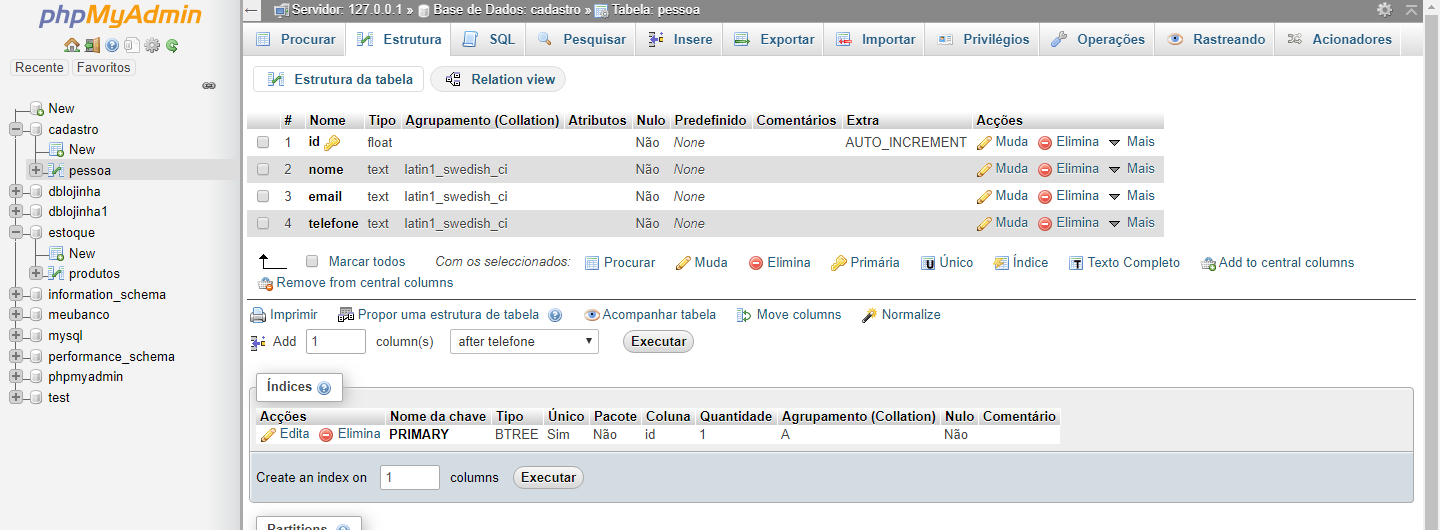 phpMyAdmin
Recente Favoritos
New
cadastro
New
pessoa
dblojinha
dblojinha1
estoque
New
produtos
information_schema
meubanco
mysql
performance_schema
phpmyadmin
test
Servidor: 127.0.0.1 » Base de Dados: cadastro » Tabela: pessoa
Procurar Estrutura SQL Pesquisar Insere Exportar Importar Privilégios Operações Rastreando Acionadores
Estrutura da tabela Relation view
# Nome Tipo Agrupamento (Collation) Atributos Nulo Predefinido Comentários Extra Acções
1 id float Não None AUTO_INCREMENT Muda Elimina Mais
2 nome text latin1_swedish_ci Não None Muda Elimina Mais
3 email text latin1_swedish_ci Não None Muda Elimina Mais
4 telefone text latin1_swedish_ci Não None Muda Elimina Mais
Marcar todos Com os seleccionados: Procurar Muda Elimina Primária Único Índice Texto Completo Add to central columns
Remove from central columns
Imprimir Propor uma estrutura de tabela Acompanhar tabela Move columns Normalize
Add 1 column(s) after telefone Executar
Índices
Acções Nome da chave Tipo Único Pacote Coluna Quantidade Agrupamento (Collation) Nulo Comentário
Edita Elimina PRIMARY BTREE Sim Não id 1 A Não
Create an index on 1 columns Executar
Partitions